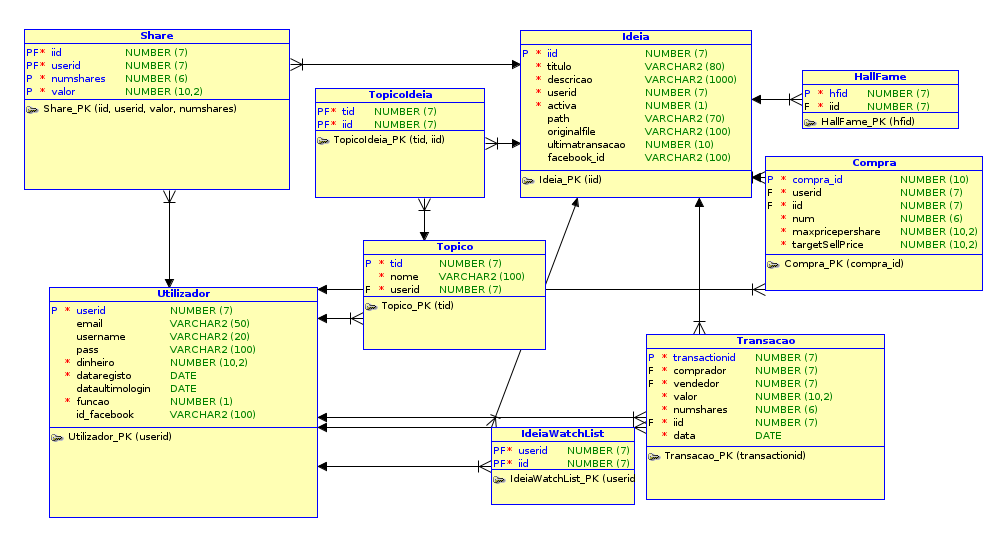 Share
PF* iid NUMBER (7)
PF* userid NUMBER (7)
P * numshares NUMBER (6)
P * valor NUMBER (10,2)
Share_PK (iid, userid, valor, numshares)
TopicoIdeia
PF* tid NUMBER (7)
PF* iid NUMBER (7)
TopicoIdeia_PK (tid, iid)
Ideia
P * iid NUMBER (7)
* titulo VARCHAR2 (80)
* descricao VARCHAR2 (1000)
* userid NUMBER (7)
* activa NUMBER (1)
path VARCHAR2 (70)
originalfile VARCHAR2 (100)
ultimatransacao NUMBER (10)
facebook_id VARCHAR2 (100)
Ideia_PK (iid)
HallFame
P * hfid NUMBER (7)
F * iid NUMBER (7)
HallFame_PK (hfid)
Compra
P * compra_id NUMBER (10)
F * userid NUMBER (7)
F * iid NUMBER (7)
* num NUMBER (6)
* maxpricepershare NUMBER (10,2)
* targetSellPrice NUMBER (10,2)
Compra_PK (compra_id)
Topico
P * tid NUMBER (7)
* nome VARCHAR2 (100)
F * userid NUMBER (7)
Topico_PK (tid)
Utilizador
P * userid NUMBER (7)
email VARCHAR2 (50)
username VARCHAR2 (20)
pass VARCHAR2 (100)
* dinheiro NUMBER (10,2)
* dataregisto DATE
dataultimologin DATE
* funcao NUMBER (1)
id_facebook VARCHAR2 (100)
Utilizador_PK (userid)
Transacao
P * transactionid NUMBER (7)
F * comprador NUMBER (7)
F * vendedor NUMBER (7)
* valor NUMBER (10,2)
* numshares NUMBER (6)
F * iid NUMBER (7)
* data DATE
Transacao_PK (transactionid)
IdeiaWatchList
PF* userid NUMBER (7)
PF* iid NUMBER (7)
IdeiaWatchList_PK (userid